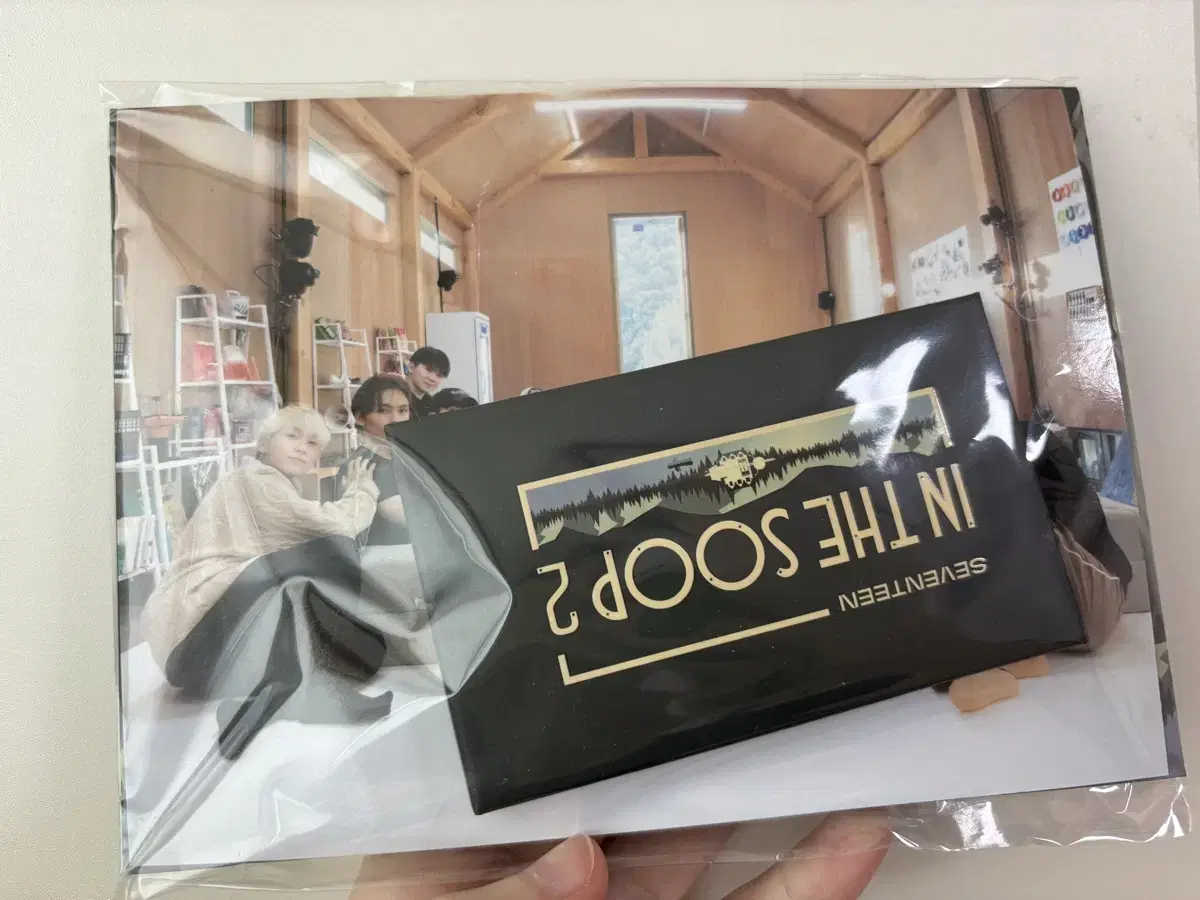 SEVENTEEN
IN THE SOOP 2